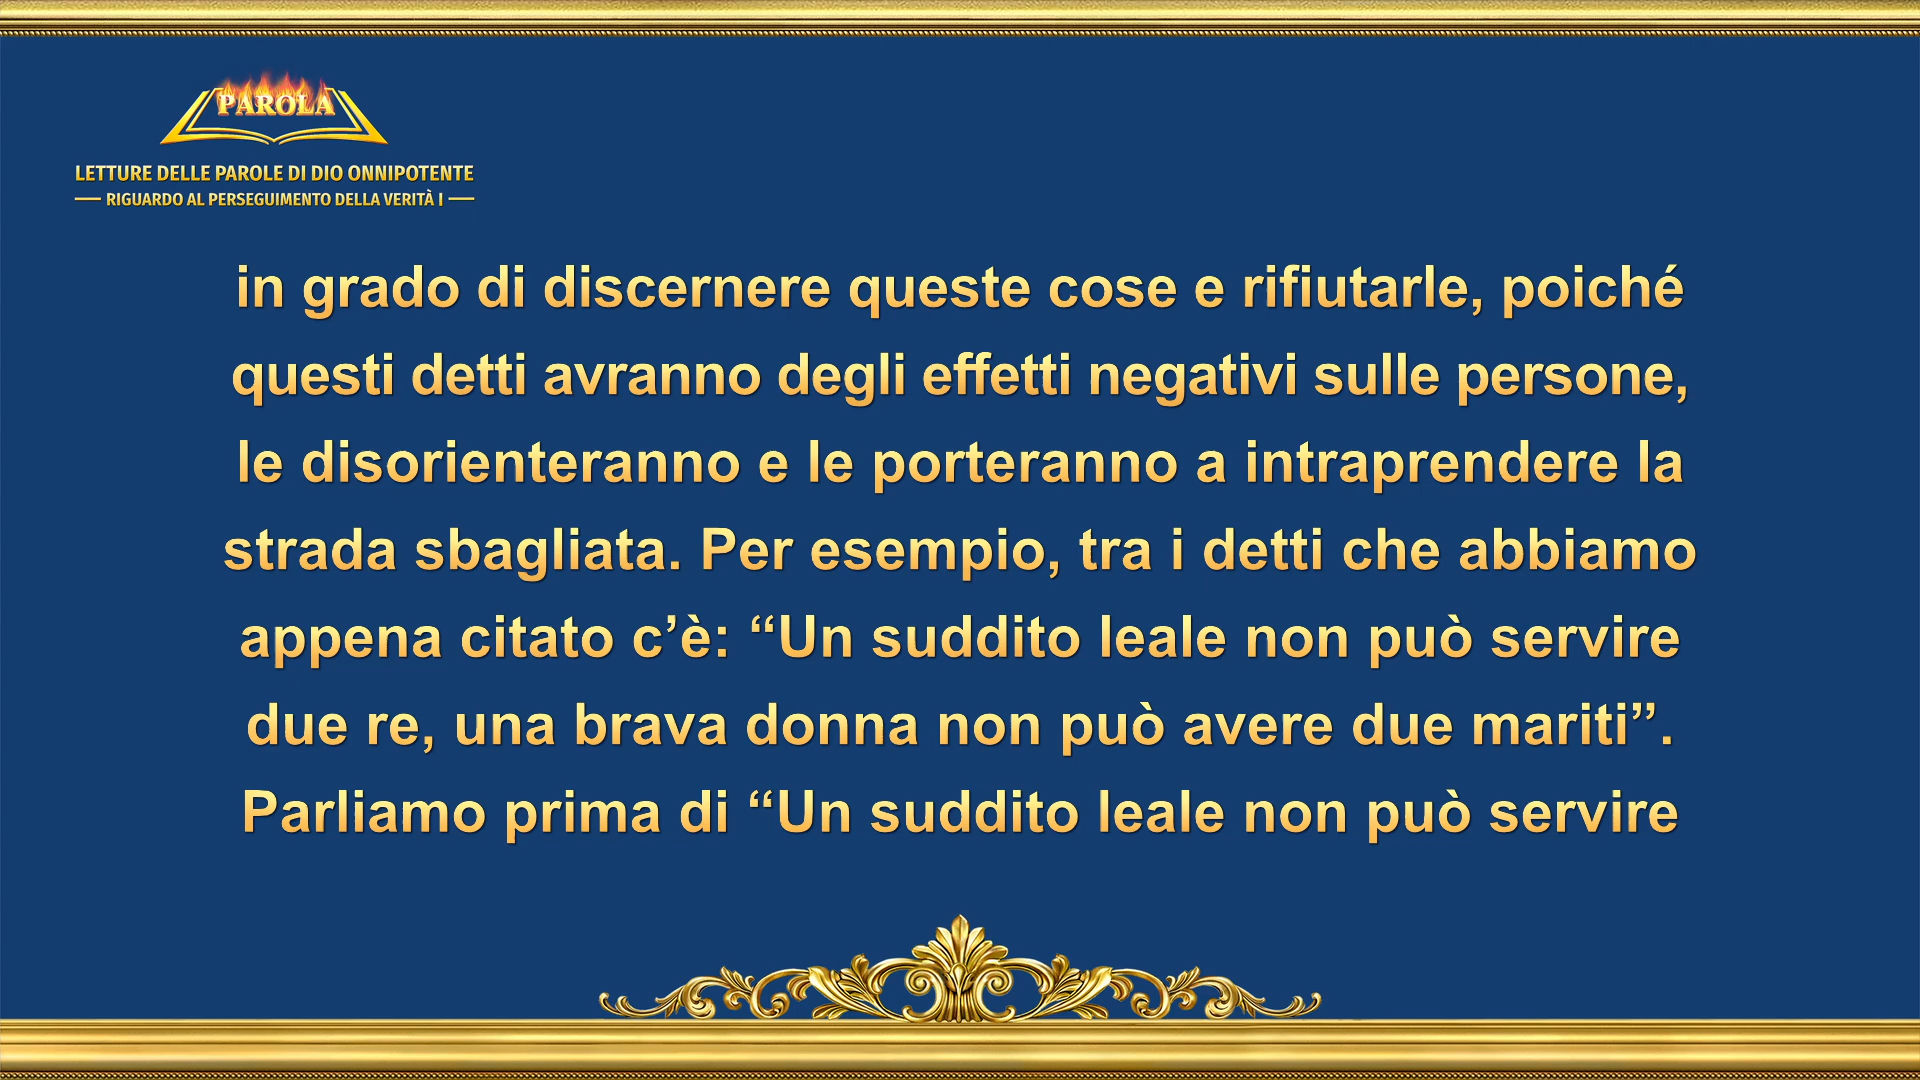 PAROLA
LETTURE DELLE PAROLE DI DIO ONNIPOTENTE
RIGUARDO AL PERSEGUIMENTO DELLA VERITÀ I
in grado di discernere queste cose e rifiutarle, poiché
questi detti avranno degli effetti negativi sulle persone,
le disorienteranno e le porteranno a intraprendere la
strada sbagliata. Per esempio, tra i detti che abbiamo
appena citato c’è: “Un suddito leale non può servire
due re, una brava donna non può avere due mariti”.
Parliamo prima di “Un suddito leale non può servire